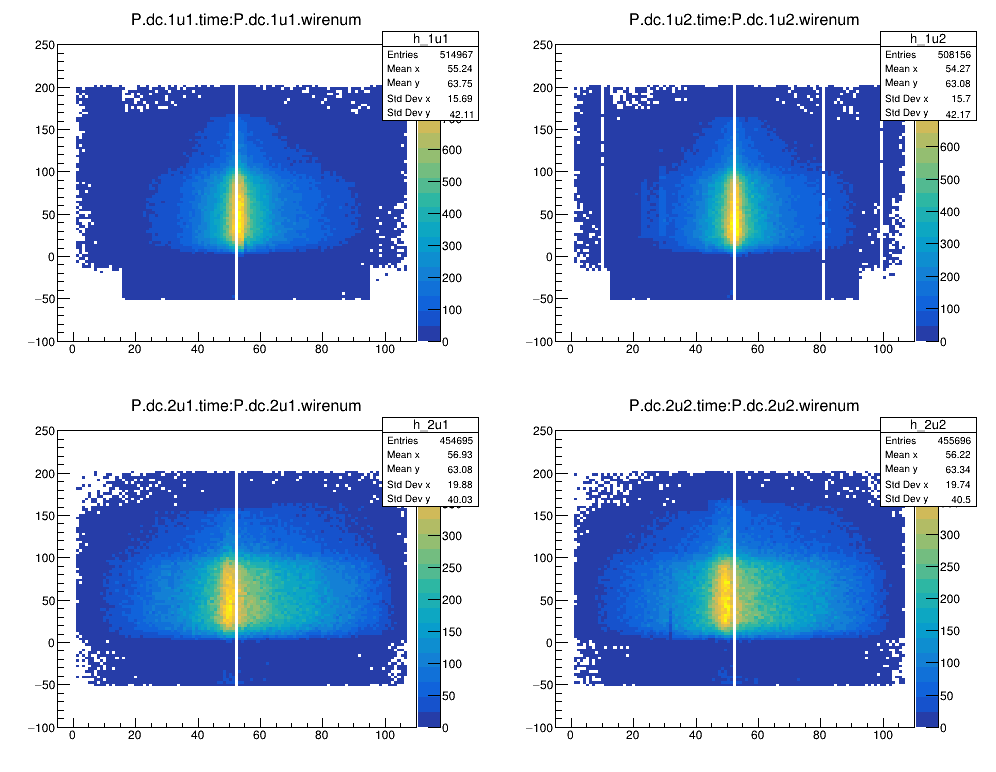 P.dc.1u1.time:P.dc.1u1.wirenum
h_1u1
Entries 514967
Mean x 55.24
Mean y 63.75
Std Dev x 15.69
Std Dev y 42.11
250
200
150
100
50
0
−50
−100
0 20 40 60 80 100
600
500
400
300
200
100
0
P.dc.1u2.time:P.dc.1u2.wirenum
h_1u2
Entries 508156
Mean x 54.27
Mean y 63.08
Std Dev x 15.7
Std Dev y 42.17
250
200
150
100
50
0
−50
−100
0 20 40 60 80 100
600
500
400
300
200
100
0
P.dc.2u1.time:P.dc.2u1.wirenum
h_2u1
Entries 454695
Mean x 56.93
Mean y 63.08
Std Dev x 19.88
Std Dev y 40.03
250
200
150
100
50
0
−50
−100
0 20 40 60 80 100
300
250
200
150
100
50
0
P.dc.2u2.time:P.dc.2u2.wirenum
h_2u2
Entries 455696
Mean x 56.22
Mean y 63.34
Std Dev x 19.74
Std Dev y 40.5
250
200
150
100
50
0
−50
−100
0 20 40 60 80 100
300
250
200
150
100
50
0